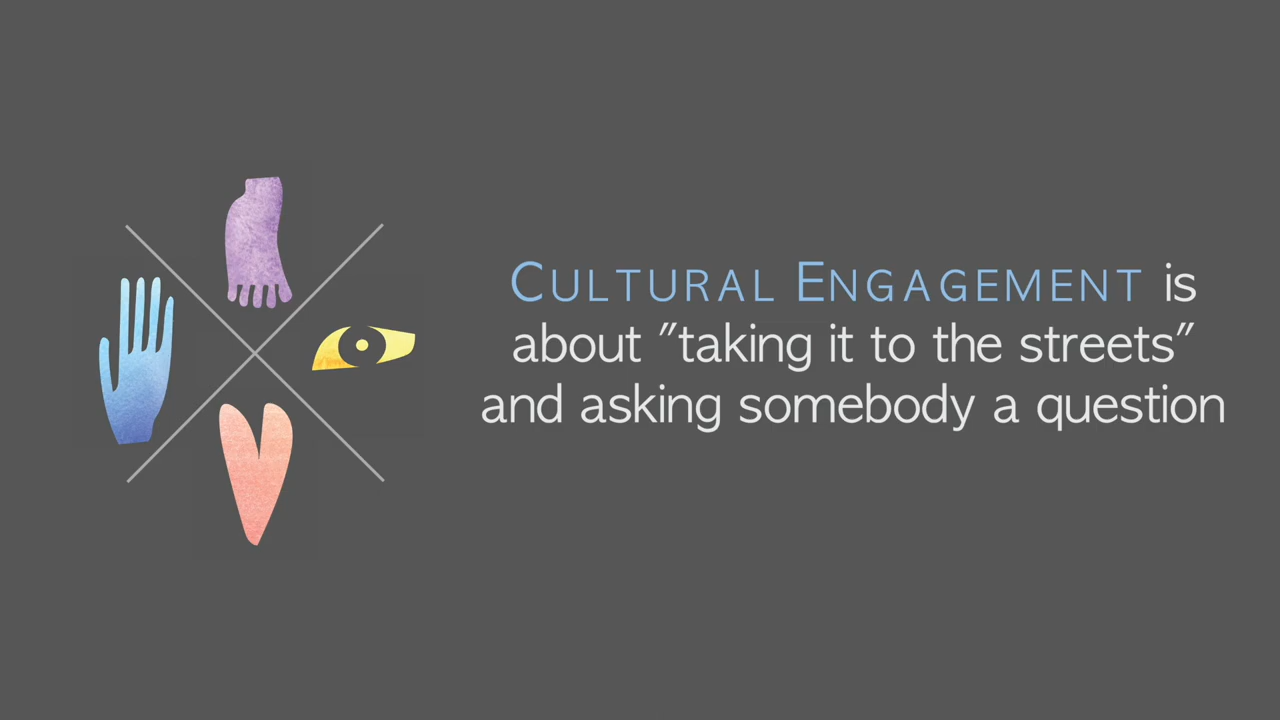 CULTURAL ENGAGEMENT is
about "taking it to the streets"
and asking somebody a question